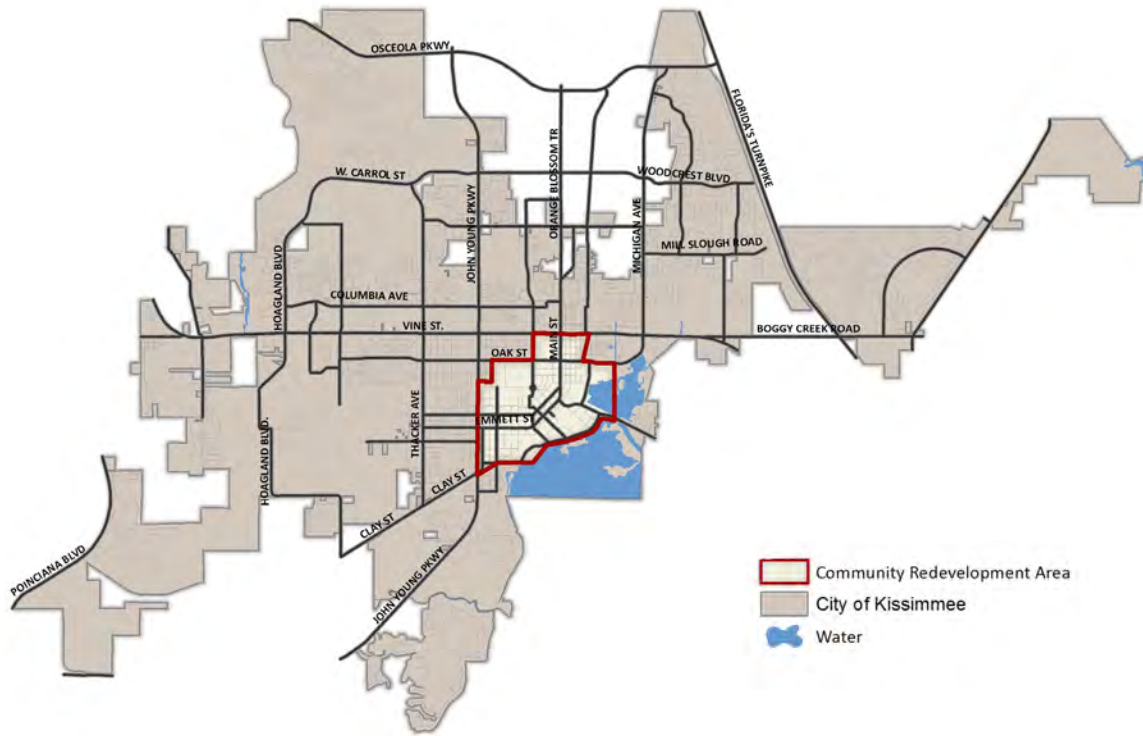 OSCEOLA PKWY
FLORIDA'S TURNPIKE
ORANGE BLOSSOM TR
W. CARROL ST
WOODCREST BLVD
JOHN YOUNG PKWY
MICHIGAN AVE
MILL SLOUGH ROAD
HOAGLAND BLVD
COLUMBIA AVE
VINE ST.
MAIN ST
BOGGY CREEK ROAD
OAK ST
THACKER AVE
EMMETT ST
HOAGLAND BLVD.
CLAY ST
CLAY ST
POINCIANA BLVD
JOHN YOUNG PKWY
Community Redevelopment Area
City of Kissimmee
Water